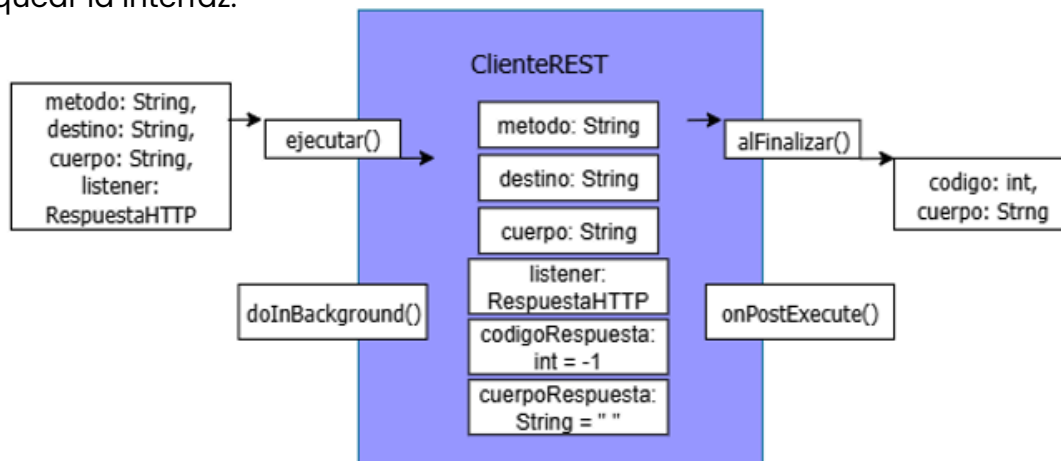 quear la interfaz.
ClienteREST
metodo: String,
destino: String,
cuerpo: String,
listener:
RespuestaHTTP
ejecutar()
metodo: String
destino: String
cuerpo: String
listener:
RespuestaHTTP
codigoRespuesta:
int = -1
cuerpoRespuesta:
String = " "
alFinalizar()
codigo: int,
cuerpo: Strng
doInBackground()
onPostExecute()